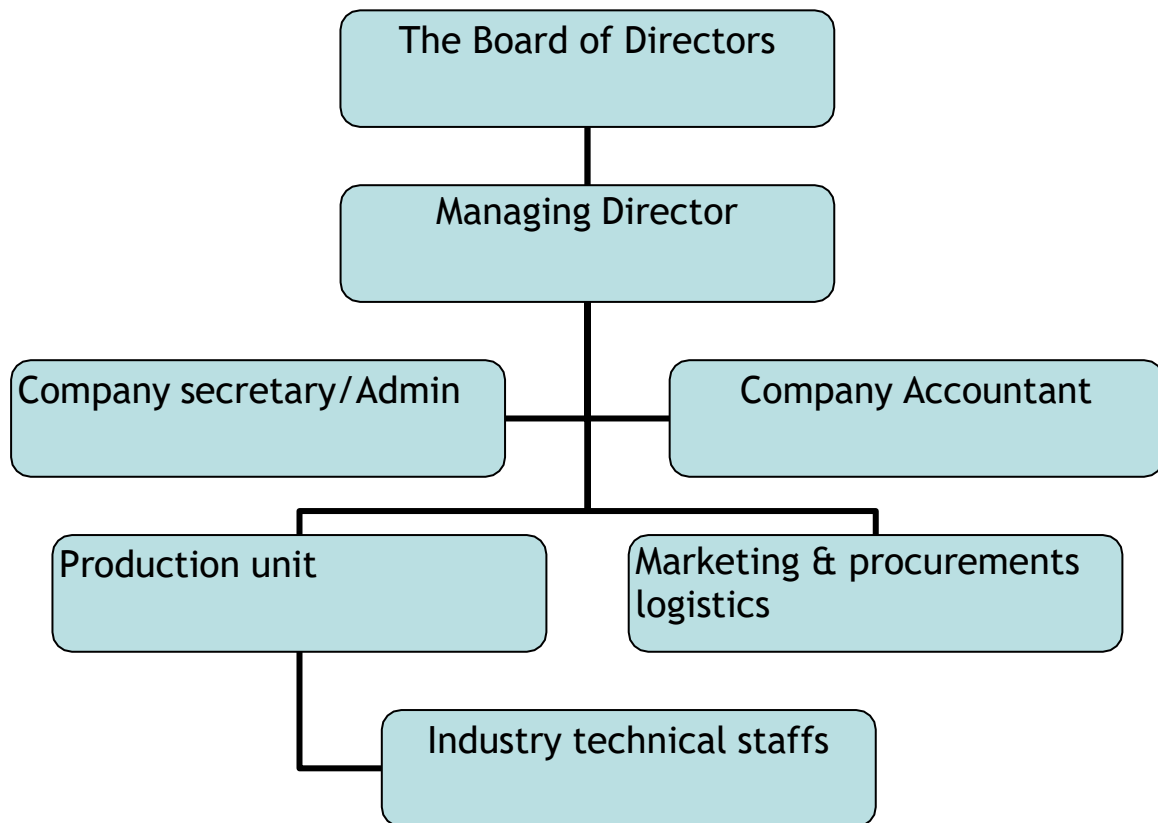 The Board of Directors
Managing Director
Company secretary/Admin
Company Accountant
Production unit
Marketing & procurements
logistics
Industry technical staffs